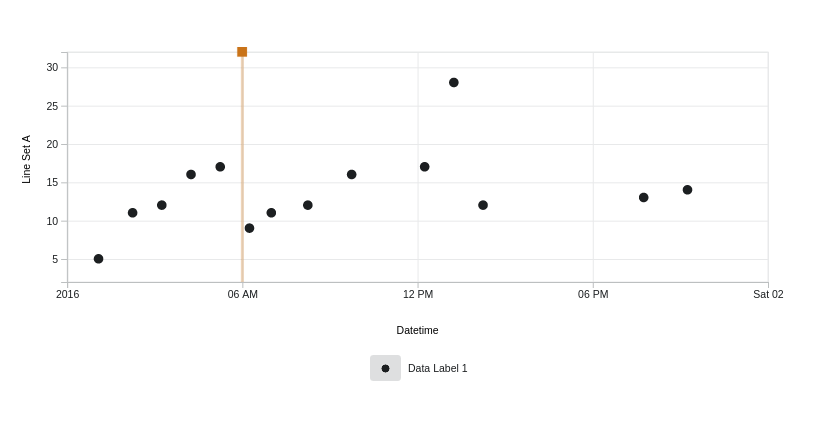 30
25
20
15
10
5
Line Set A
2016
06 AM
12 PM
06 PM
Sat 02
Datetime
Data Label 1